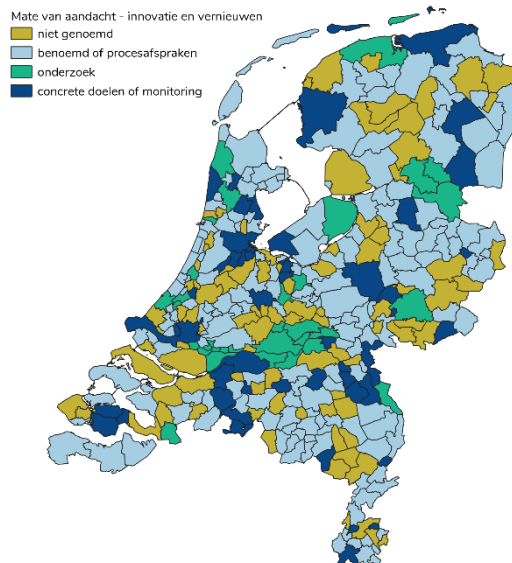 Mate van aandacht - innovatie en vernieuwen
niet genoemd
benoemd of procesafspraken
onderzoek
concrete doelen of monitoring